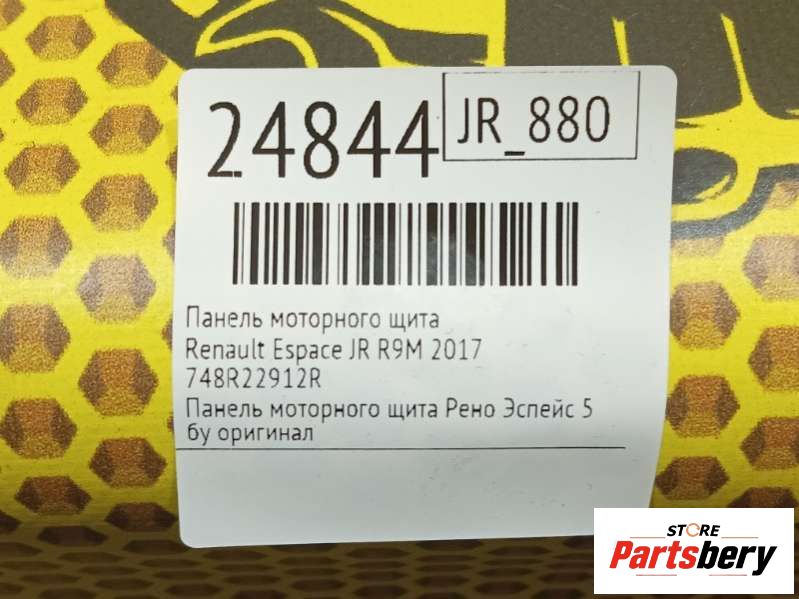 24844
JR_880
Панель моторного щита
Renault Espace JR R9M 2017
748R22912R
Панель моторного щита Рено Эспейс 5
бу оригинал
STORE
Partsbery